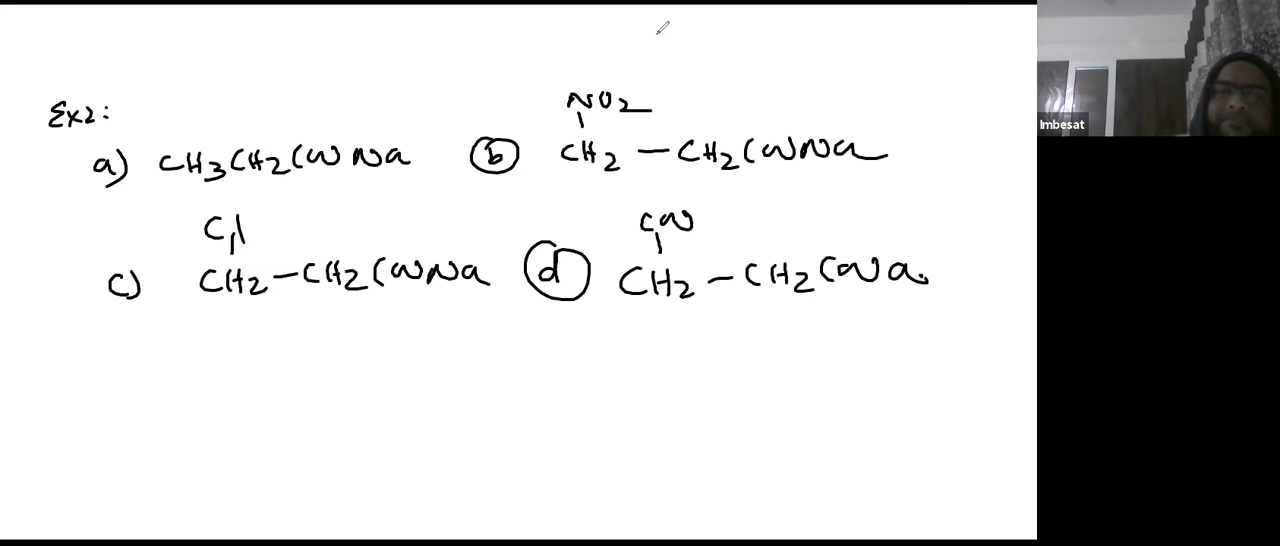 Ex2:
NO2
a) CH3CH2COONa (b) CH2-CH2COONa
Cl CN
c) CH2-CH2COONa (d) CH2-CH2COONa.
Imbesat